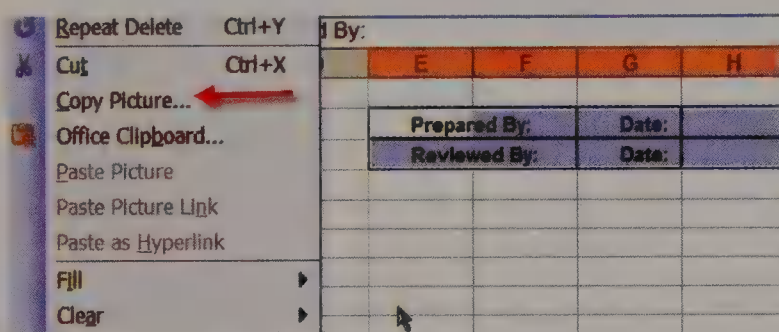 Repeat Delete Ctrl+Y
Cut Ctrl+X
Copy Picture...
Office Clipboard...
Paste Picture
Paste Picture Link
Paste as Hyperlink
Fill
Clear
By:
E F G H
Prepared By: Date:
Reviewed By: Date: